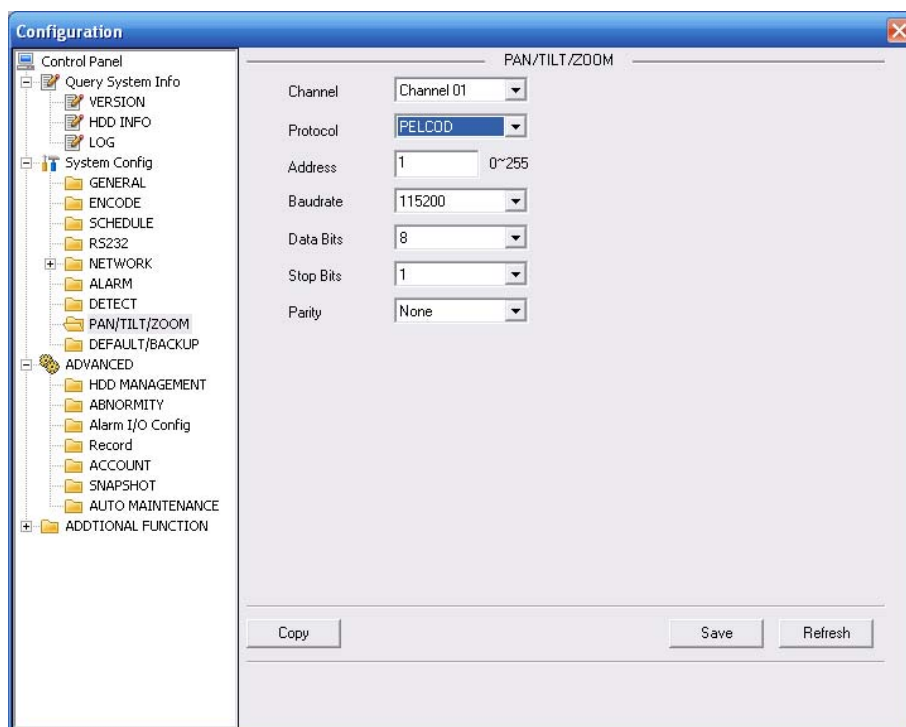 Configuration
Control Panel
Query System Info
VERSION
HDD INFO
LOG
System Config
GENERAL
ENCODE
SCHEDULE
RS232
NETWORK
ALARM
DETECT
PAN/TILT/ZOOM
DEFAULT/BACKUP
ADVANCED
HDD MANAGEMENT
ABNORMITY
Alarm I/O Config
Record
ACCOUNT
SNAPSHOT
AUTO MAINTENANCE
ADDTIONAL FUNCTION
PAN/TILT/ZOOM
Channel Channel 01
Protocol PELCOD
Address 1 0~255
Baudrate 115200
Data Bits 8
Stop Bits 1
Parity None
Copy Save Refresh